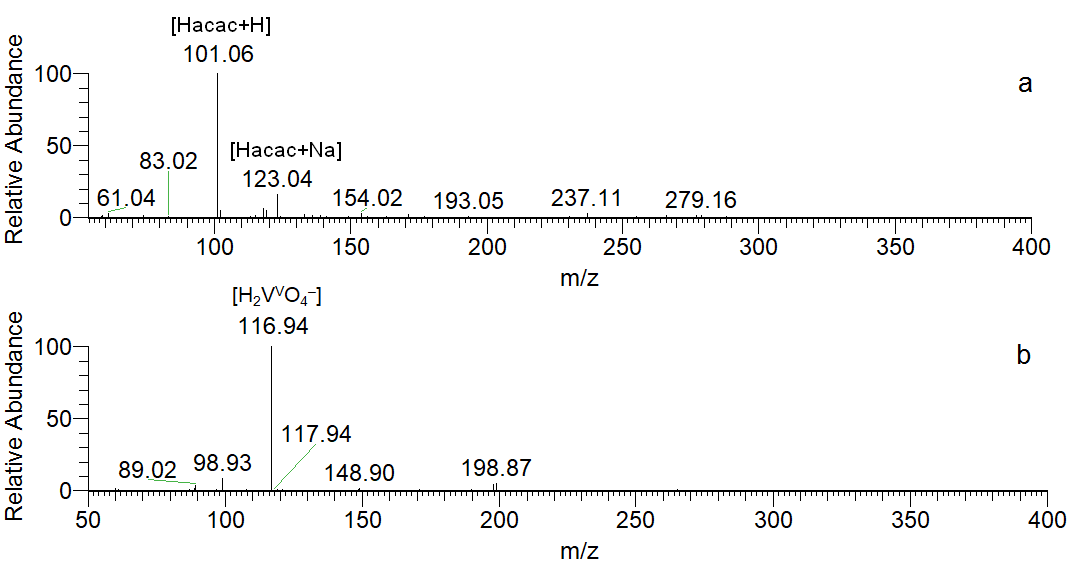 [Hacac+H]
101.06
a
Relative Abundance
100
50
0
83.02
[Hacac+Na]
123.04
61.04
154.02
193.05
237.11
279.16
100 150 200 250 300 350 400
m/z
[H₂VⱽO₄⁻]
116.94
b
Relative Abundance
100
50
0
117.94
89.02
98.93
148.90
198.87
50 100 150 200 250 300 350 400
m/z